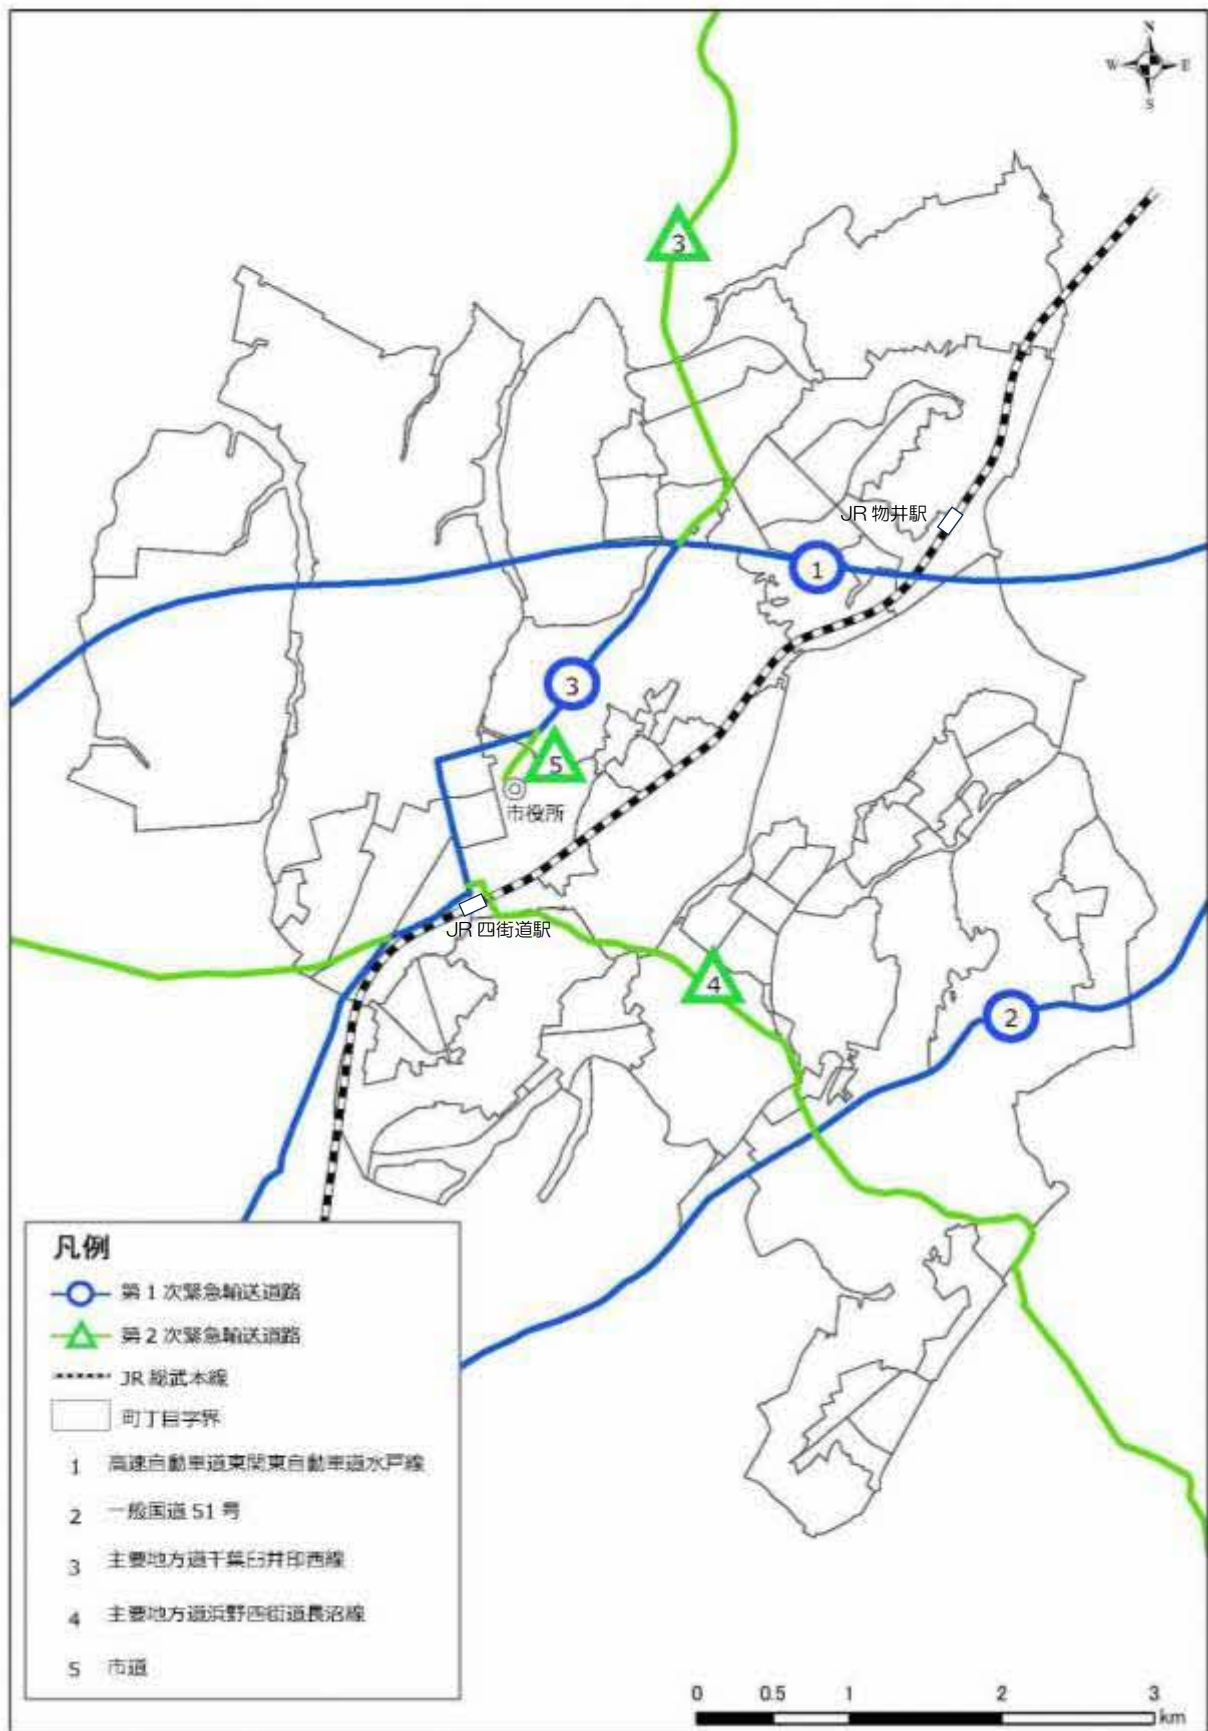 N
W E
S
3
JR 物井駅
1
3
5
市役所
JR 四街道駅
4
2
凡例
第1次緊急輸送道路
第2次緊急輸送道路
JR 総武本線
町丁目字界
1 高速自動車道東関東自動車道水戸線
2 一般国道 51 号
3 主要地方道千葉臼井印西線
4 主要地方道浜野四街道長沼線
5 市道
0 0.5 1 2 3
km